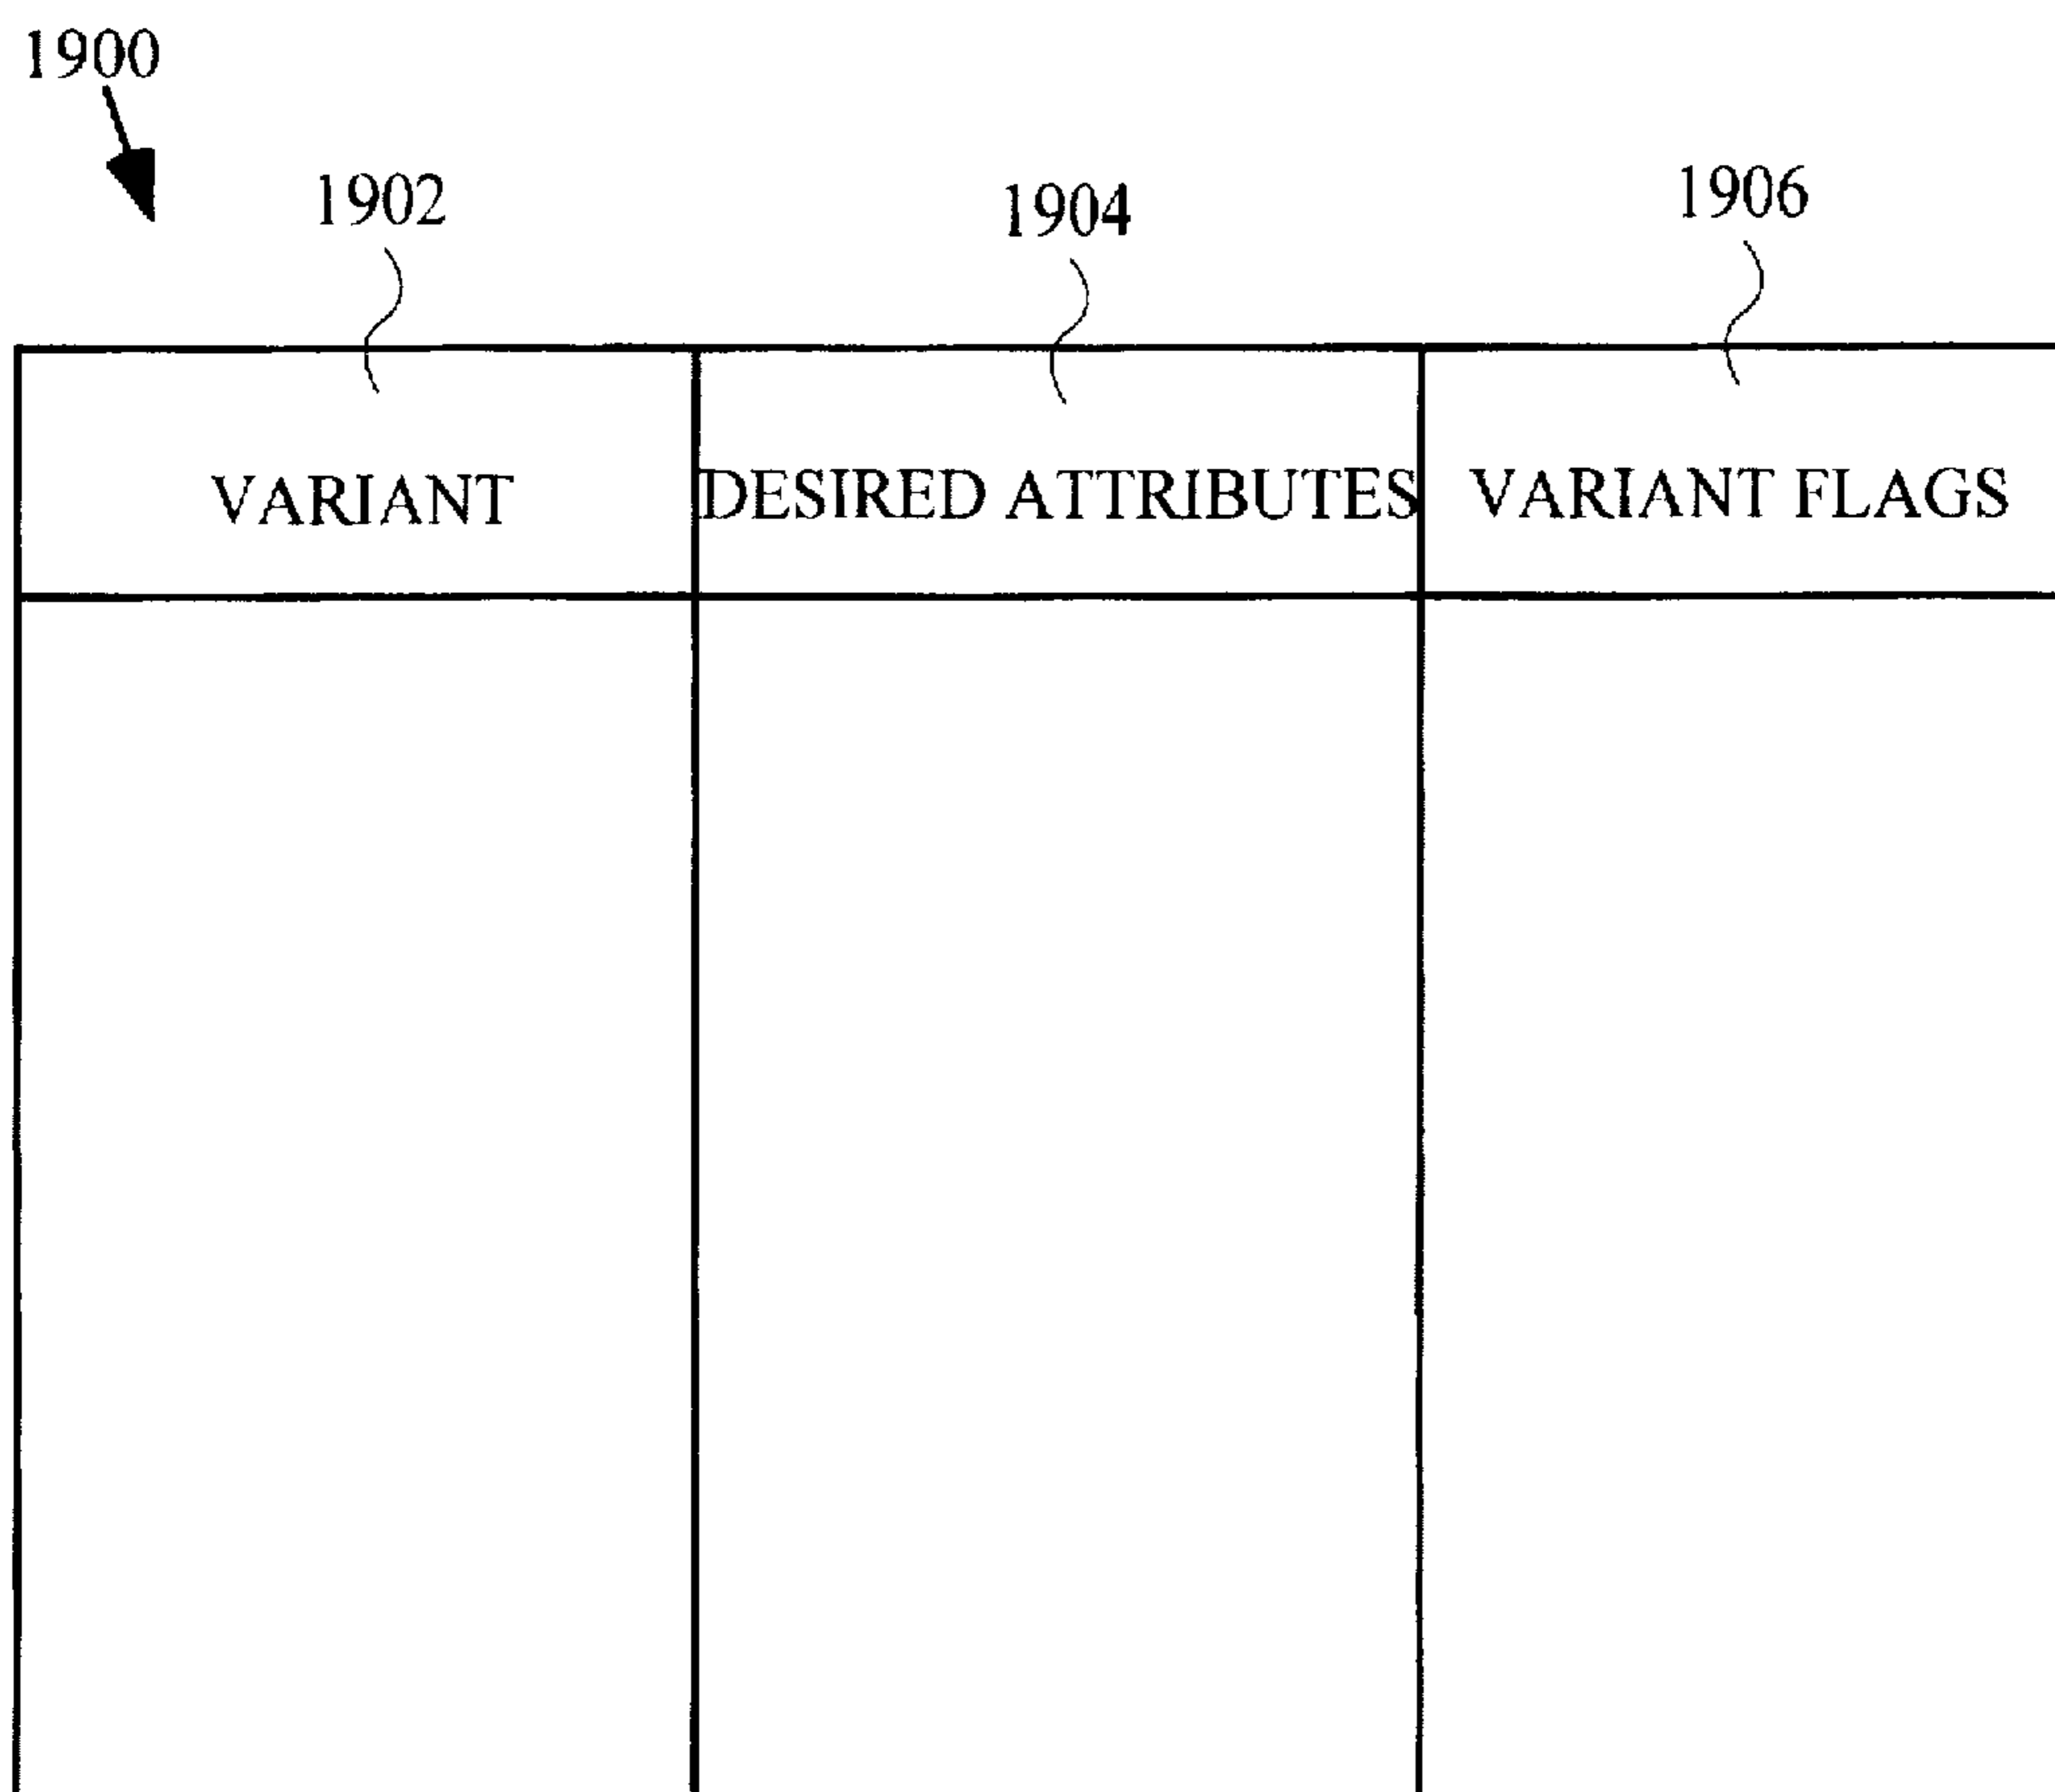 1900
1902
1904
1906
VARIANT
DESIRED ATTRIBUTES
VARIANT FLAGS